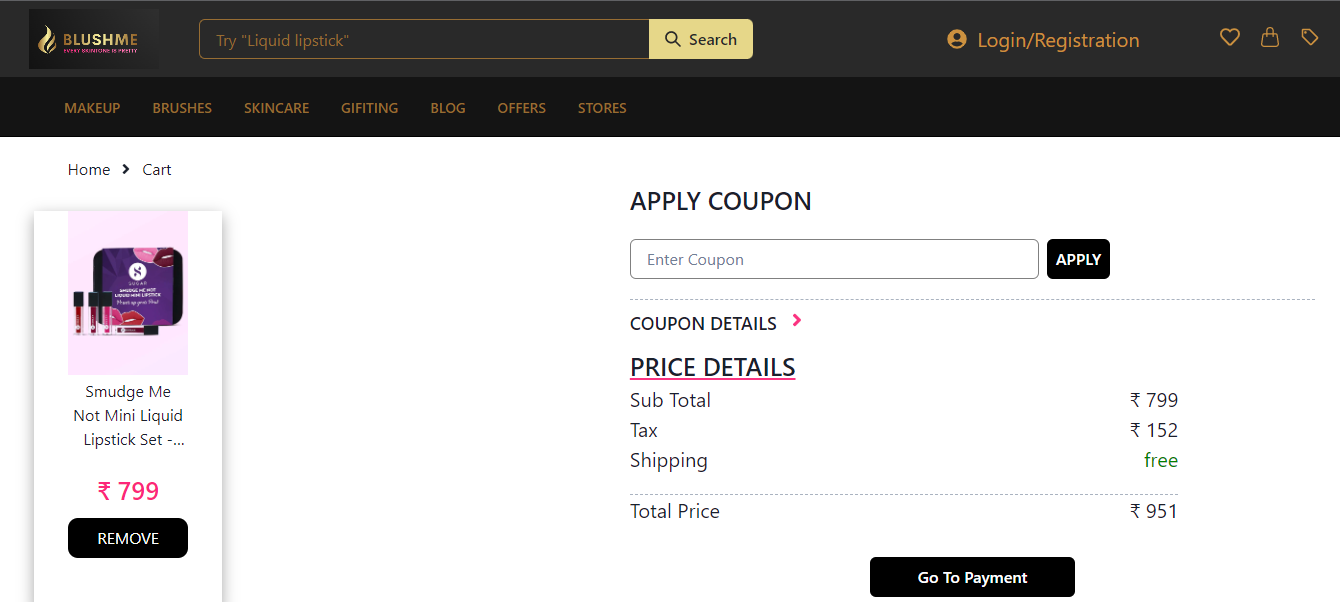 BLUSHME
EVERY SKINTONE IS PRETTY
Try "Liquid lipstick"
Search
Login/Registration
MAKEUP BRUSHES SKINCARE GIFITING BLOG OFFERS STORES
Home Cart
SUGAR
SMUDGE ME NOT
LIQUID MINI LIPSTICK
Smudge Me
Not Mini Liquid
Lipstick Set -...
₹ 799
REMOVE
APPLY COUPON
Enter Coupon
APPLY
COUPON DETAILS
PRICE DETAILS
Sub Total ₹ 799
Tax ₹ 152
Shipping free
Total Price ₹ 951
Go To Payment